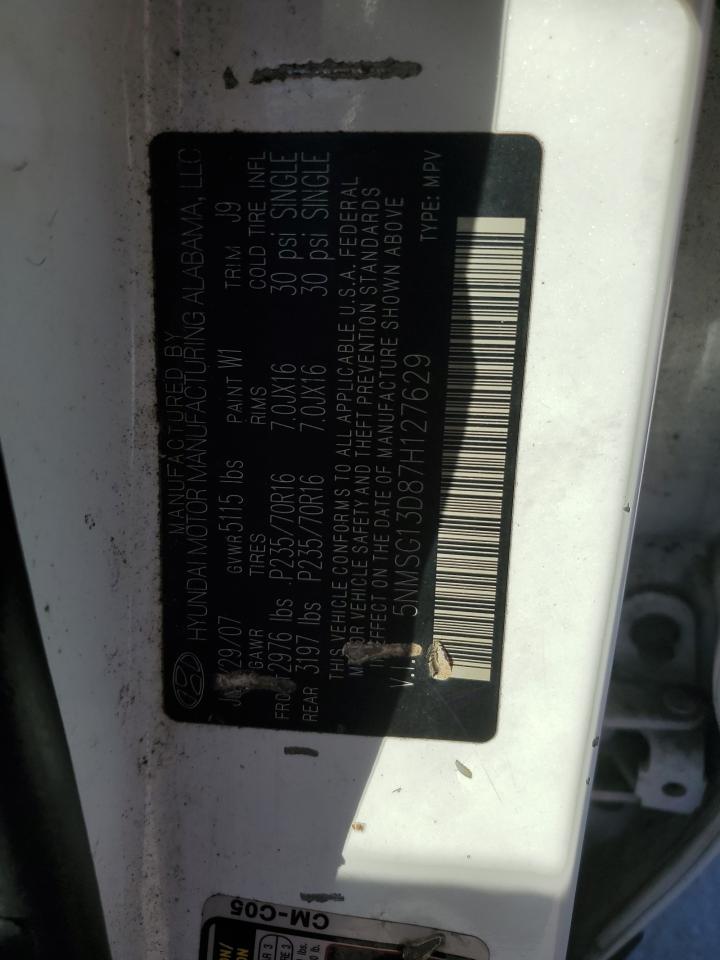 MANUFACTURED BY
HYUNDAI MOTOR MANUFACTURING ALABAMA, LLC
/29/07 GVWR 5115 lbs PAINT W1 TRIM J9
GAWR TIRES RIMS COLD TIRE INFL
2976 lbs P235/70R16 7.0JX16 30 psi SINGLE
REAR 3197 lbs P235/70R16 7.0JX16 30 psi SINGLE
THIS VEHICLE CONFORMS TO ALL APPLICABLE U.S.A. FEDERAL
VEHICLE SAFETY AND THEFT PREVENTION STANDARDS
EFFECT ON THE DATE OF MANUFACTURE SHOWN ABOVE
5NMSG13D87H127629 TYPE: MPV
CM-C05